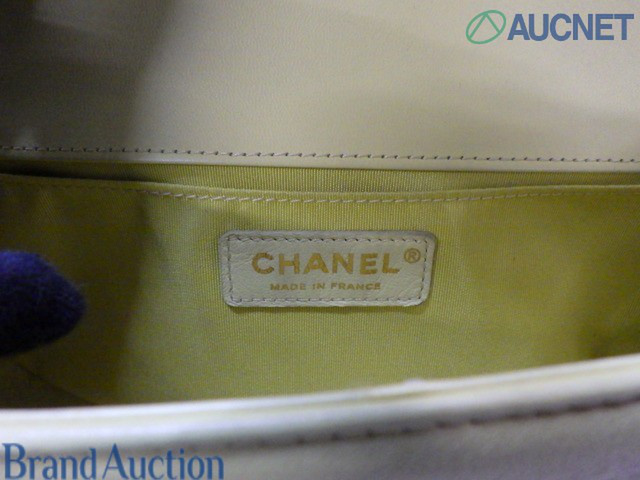 AUCNET
CHANEL®
MADE IN FRANCE
Brand Auction